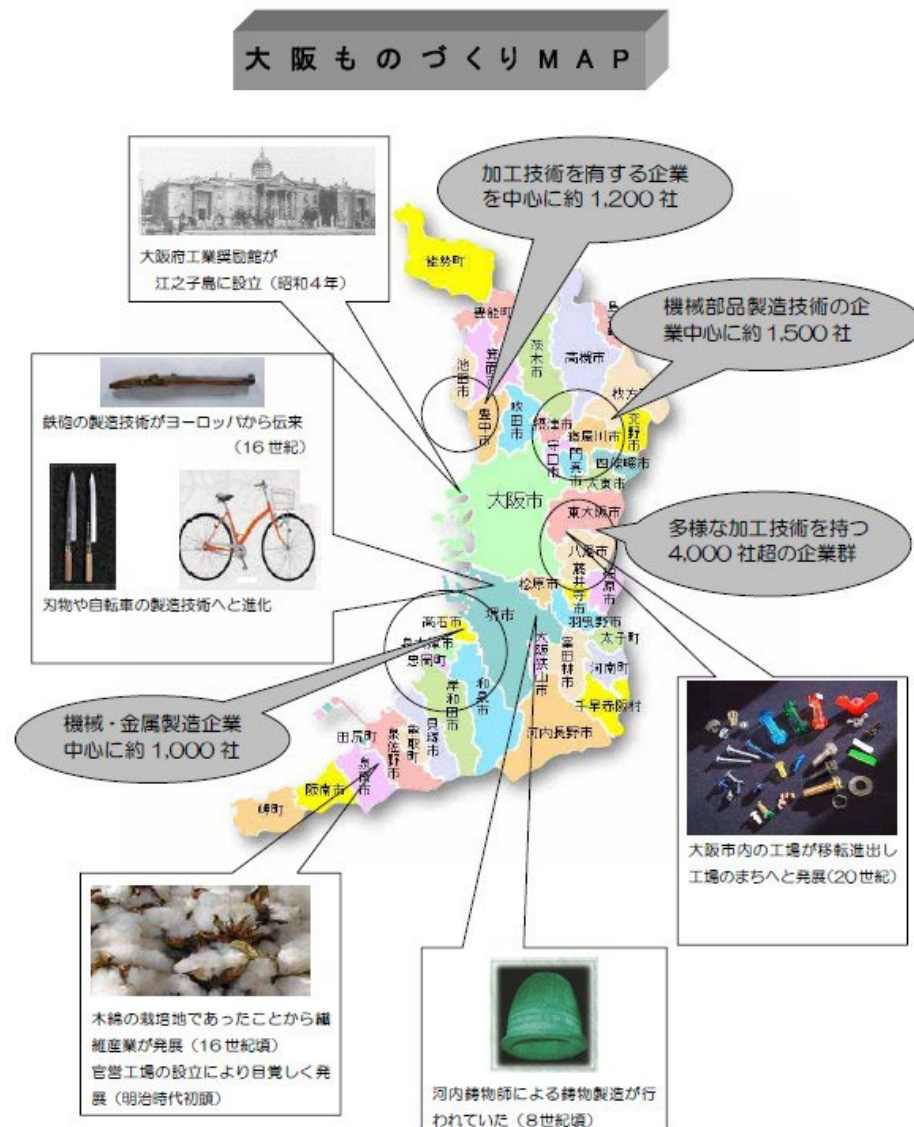 大阪ものづくりMAP
加工技術を有する企業
を中心に約1,200社
大阪府工業奨励館が
江之子島に設立（昭和４年）
機械部品製造技術の企
業中心に約1,500社
鉄砲の製造技術がヨーロッパから伝来
（16世紀）
刃物や自転車の製造技術へと進化
多様な加工技術を持つ
4,000社超の企業群
機械・金属製造企業
中心に約1,000社
能勢町
豊能町
池田市
箕面
茨木市
高槻市
島
枚方
豊中市
吹田市
摂津市
守口市
寝屋川市
交野市
門真市
四條畷市
大東市
大阪市
東大阪市
八尾市
松原市
藤井寺市
柏原市
堺市
羽曳野市
高石市
泉大津市
忠岡町
太子町
大阪狭山市
富田林市
河南町
千早赤阪村
和泉市
岸和田市
貝塚市
河内長野市
熊取町
田尻町
泉佐野市
泉南市
阪南市
岬町
大阪市内の工場が移転進出し
工場のまちへと発展(20世紀)
木綿の栽培地であったことから繊
維産業が発展（16世紀頃）
官営工場の設立により目覚しく発
展（明治時代初頭）
河内鋳物師による鋳物製造が行
われていた（８世紀頃）